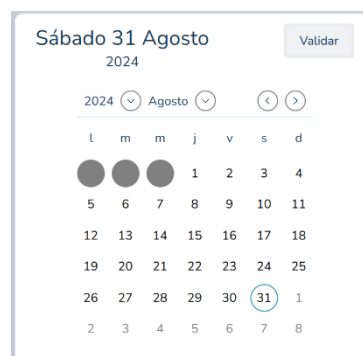 Sábado 31 Agosto
2024
Validar
2024 Agosto
l m m j v s d
1 2 3 4
5 6 7 8 9 10 11
12 13 14 15 16 17 18
19 20 21 22 23 24 25
26 27 28 29 30 31 1
2 3 4 5 6 7 8